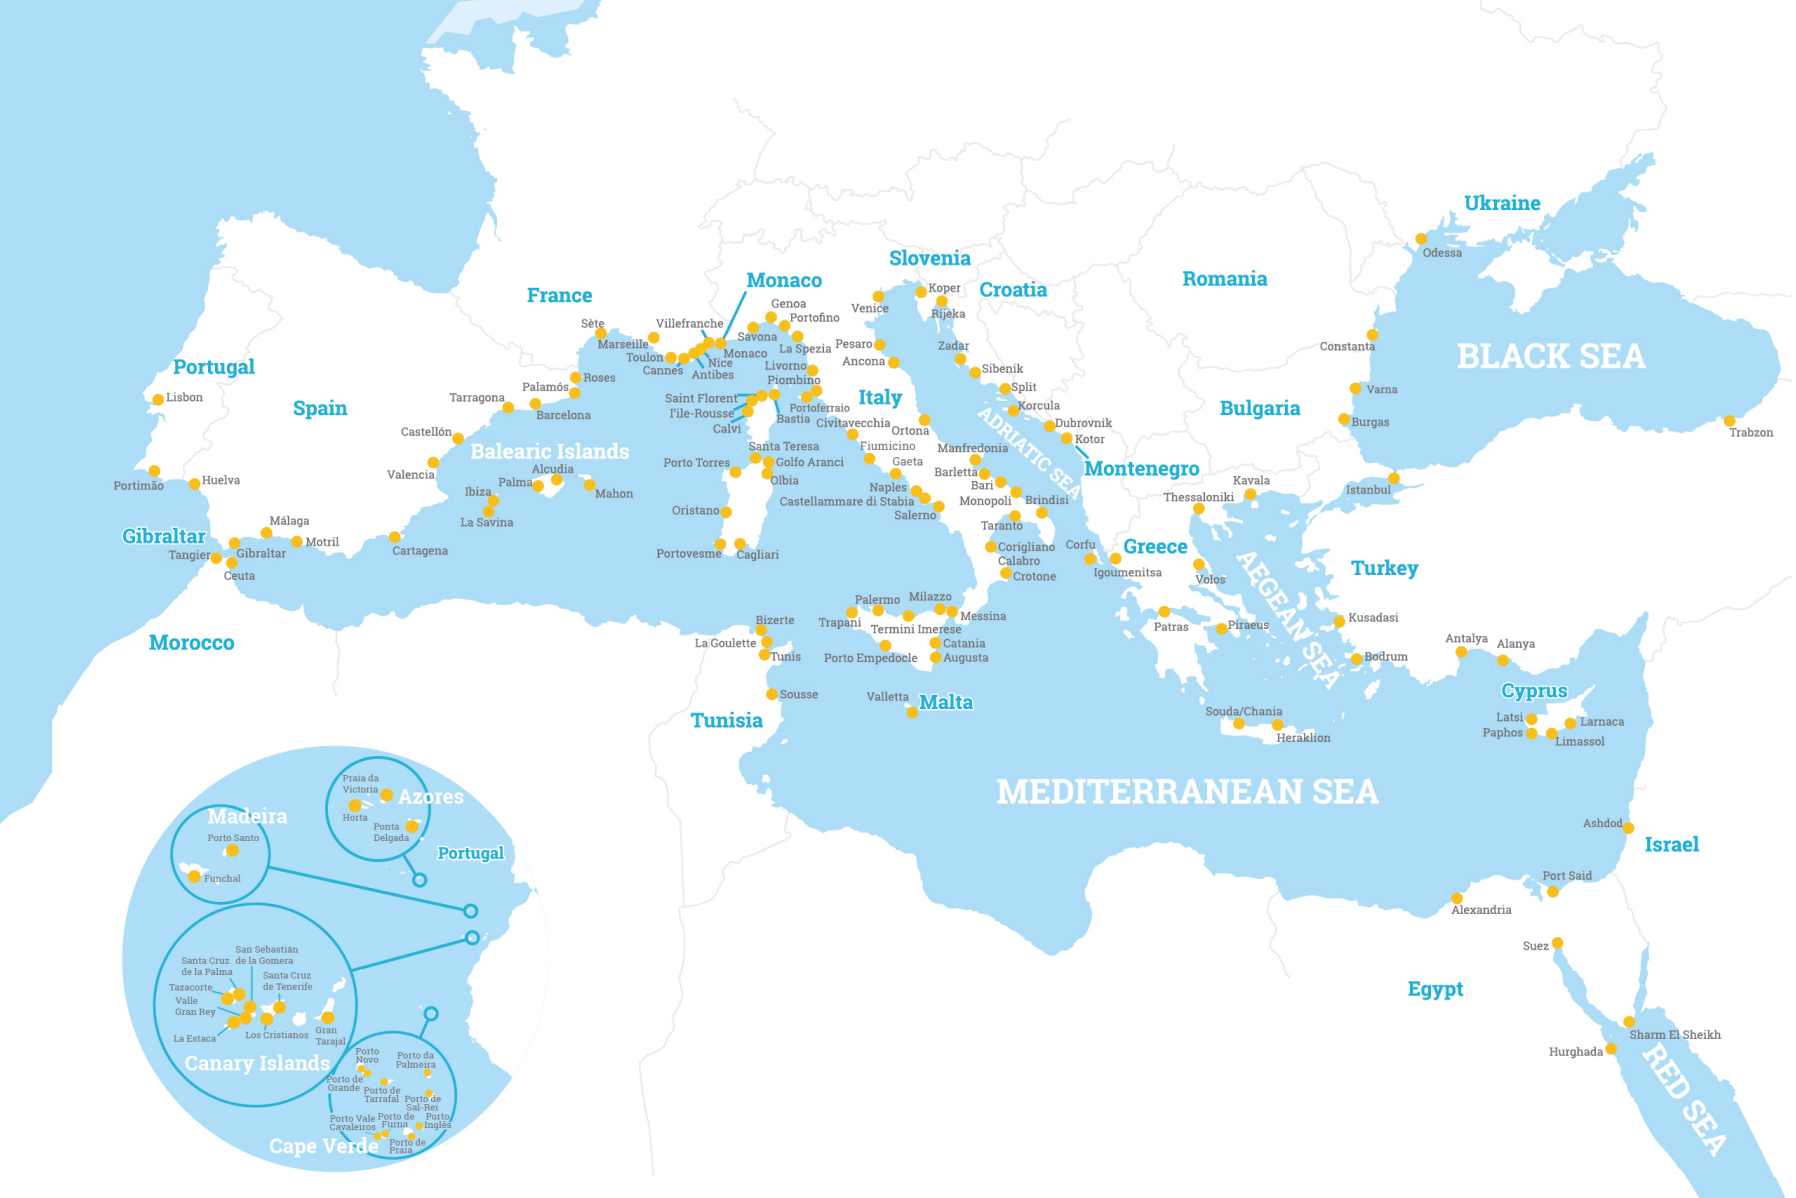 Ukraine
Odessa
Slovenia
Romania
Monaco
Croatia
France
Koper
Rijeka
Venice
Genoa
Portofino
Villefranche
Savona
Sète
Marseille
La Spezia
Pesaro
Zadar
Constanta
BLACK SEA
Toulon
Monaco
Nice
Cannes
Antibes
Livorno
Ancona
Sibenik
Portugal
Roses
Piombino
Palamós
Split
Varna
Lisbon
Tarragona
Saint Florent
Italy
Spain
Barcelona
I'ile-Rousse
Portoferraio
Korcula
Bulgaria
Bastia
Civitavecchia
Calvi
Ortona
Dubrovnik
Burgas
Trabzon
Castellón
ADRIATIC SEA
Kotor
Balearic Islands
Santa Teresa
Fiumicino
Manfredonia
Montenegro
Valencia
Alcudia
Porto Torres
Golfo Aranci
Gaeta
Barletta
Portimão
Huelva
Palma
Olbia
Bari
Kavala
Istanbul
Ibiza
Mahon
Naples
Thessaloniki
Castellammare di Stabia
Monopoli
Brindisi
La Savina
Oristano
Salerno
Málaga
Taranto
Gibraltar
Motril
Cartagena
Tangier
Gibraltar
Portovesme
Cagliari
Corigliano
Calabro
Corfu
Greece
AEGEAN SEA
Turkey
Ceuta
Crotone
Igoumenitsa
Volos
Palermo
Milazzo
Bizerte
Trapani
Messina
Kusadasi
Termini Imerese
Patras
Piraeus
Morocco
La Goulette
Catania
Antalya
Alanya
Tunis
Porto Empedocle
Augusta
Bodrum
Sousse
Valletta
Malta
Cyprus
Tunisia
Souda/Chania
Latsi
Larnaca
Paphos
Limassol
Heraklion
MEDITERRANEAN SEA
Ashdod
Israel
Port Said
Alexandria
Suez
Egypt
Sharm El Sheikh
Hurghada
RED SEA
Praia da
Victoria
Azores
Horta
Ponta
Delgada
Madeira
Porto Santo
Funchal
Portugal
San Sebastián
de la Gomera
Santa Cruz
de la Palma
Santa Cruz
de Tenerife
Tazacorte
Valle
Gran Rey
La Estaca
Los Cristianos
Gran
Tarajal
Canary Islands
Porto
Novo
Porto da
Palmeira
Porto de
Grande
Porto de
Tarrafal
Porto de
Sal-Rei
Porto Vale
Cavaleiros
Porto de
Furna
Porto
Inglés
Porto de
Praia
Cape Verde